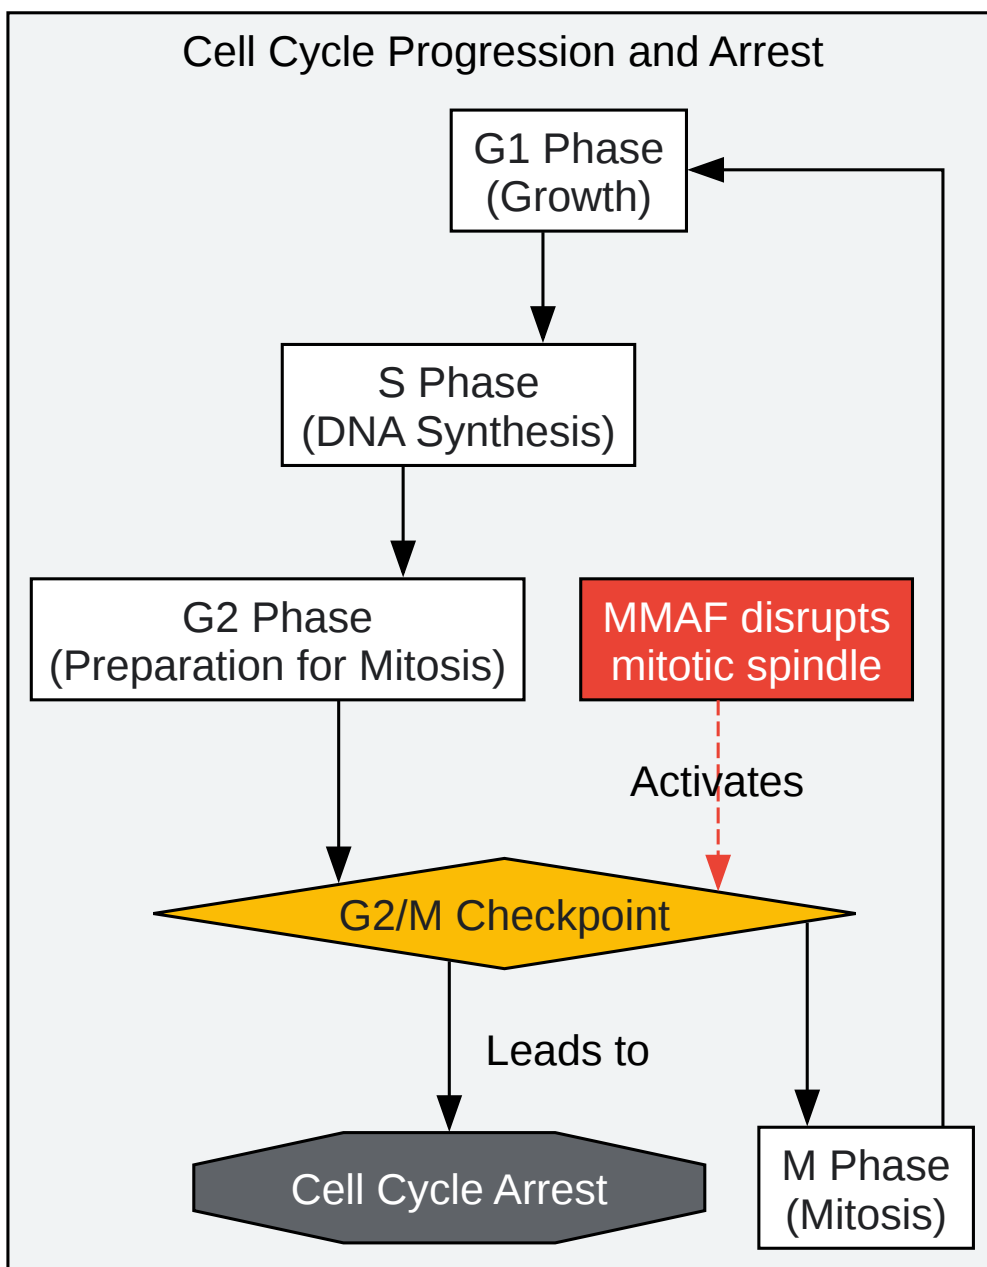 Cell Cycle Progression and Arrest
G1 Phase
(Growth)
S Phase
(DNA Synthesis)
G2 Phase
(Preparation for Mitosis)
MMAF disrupts
mitotic spindle
Activates
G2/M Checkpoint
Leads to
Cell Cycle Arrest
M Phase
(Mitosis)